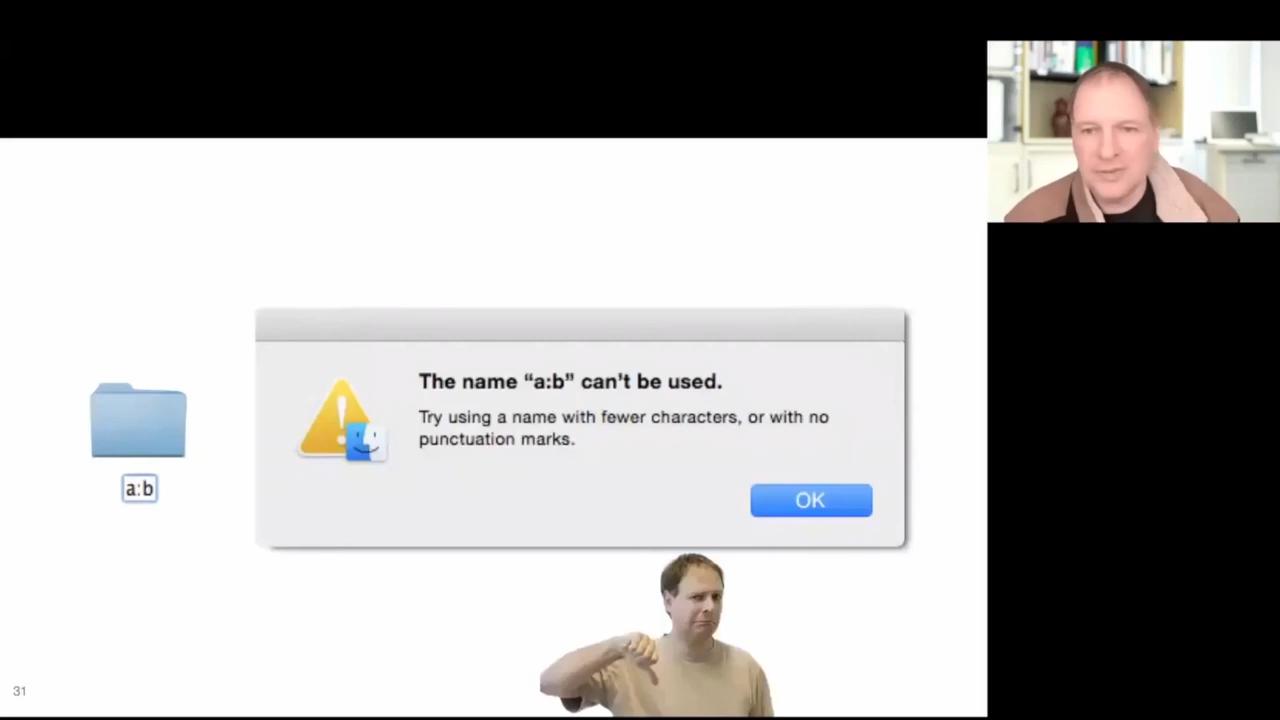 The name “a:b” can’t be used.
Try using a name with fewer characters, or with no
punctuation marks.
a:b
OK
31